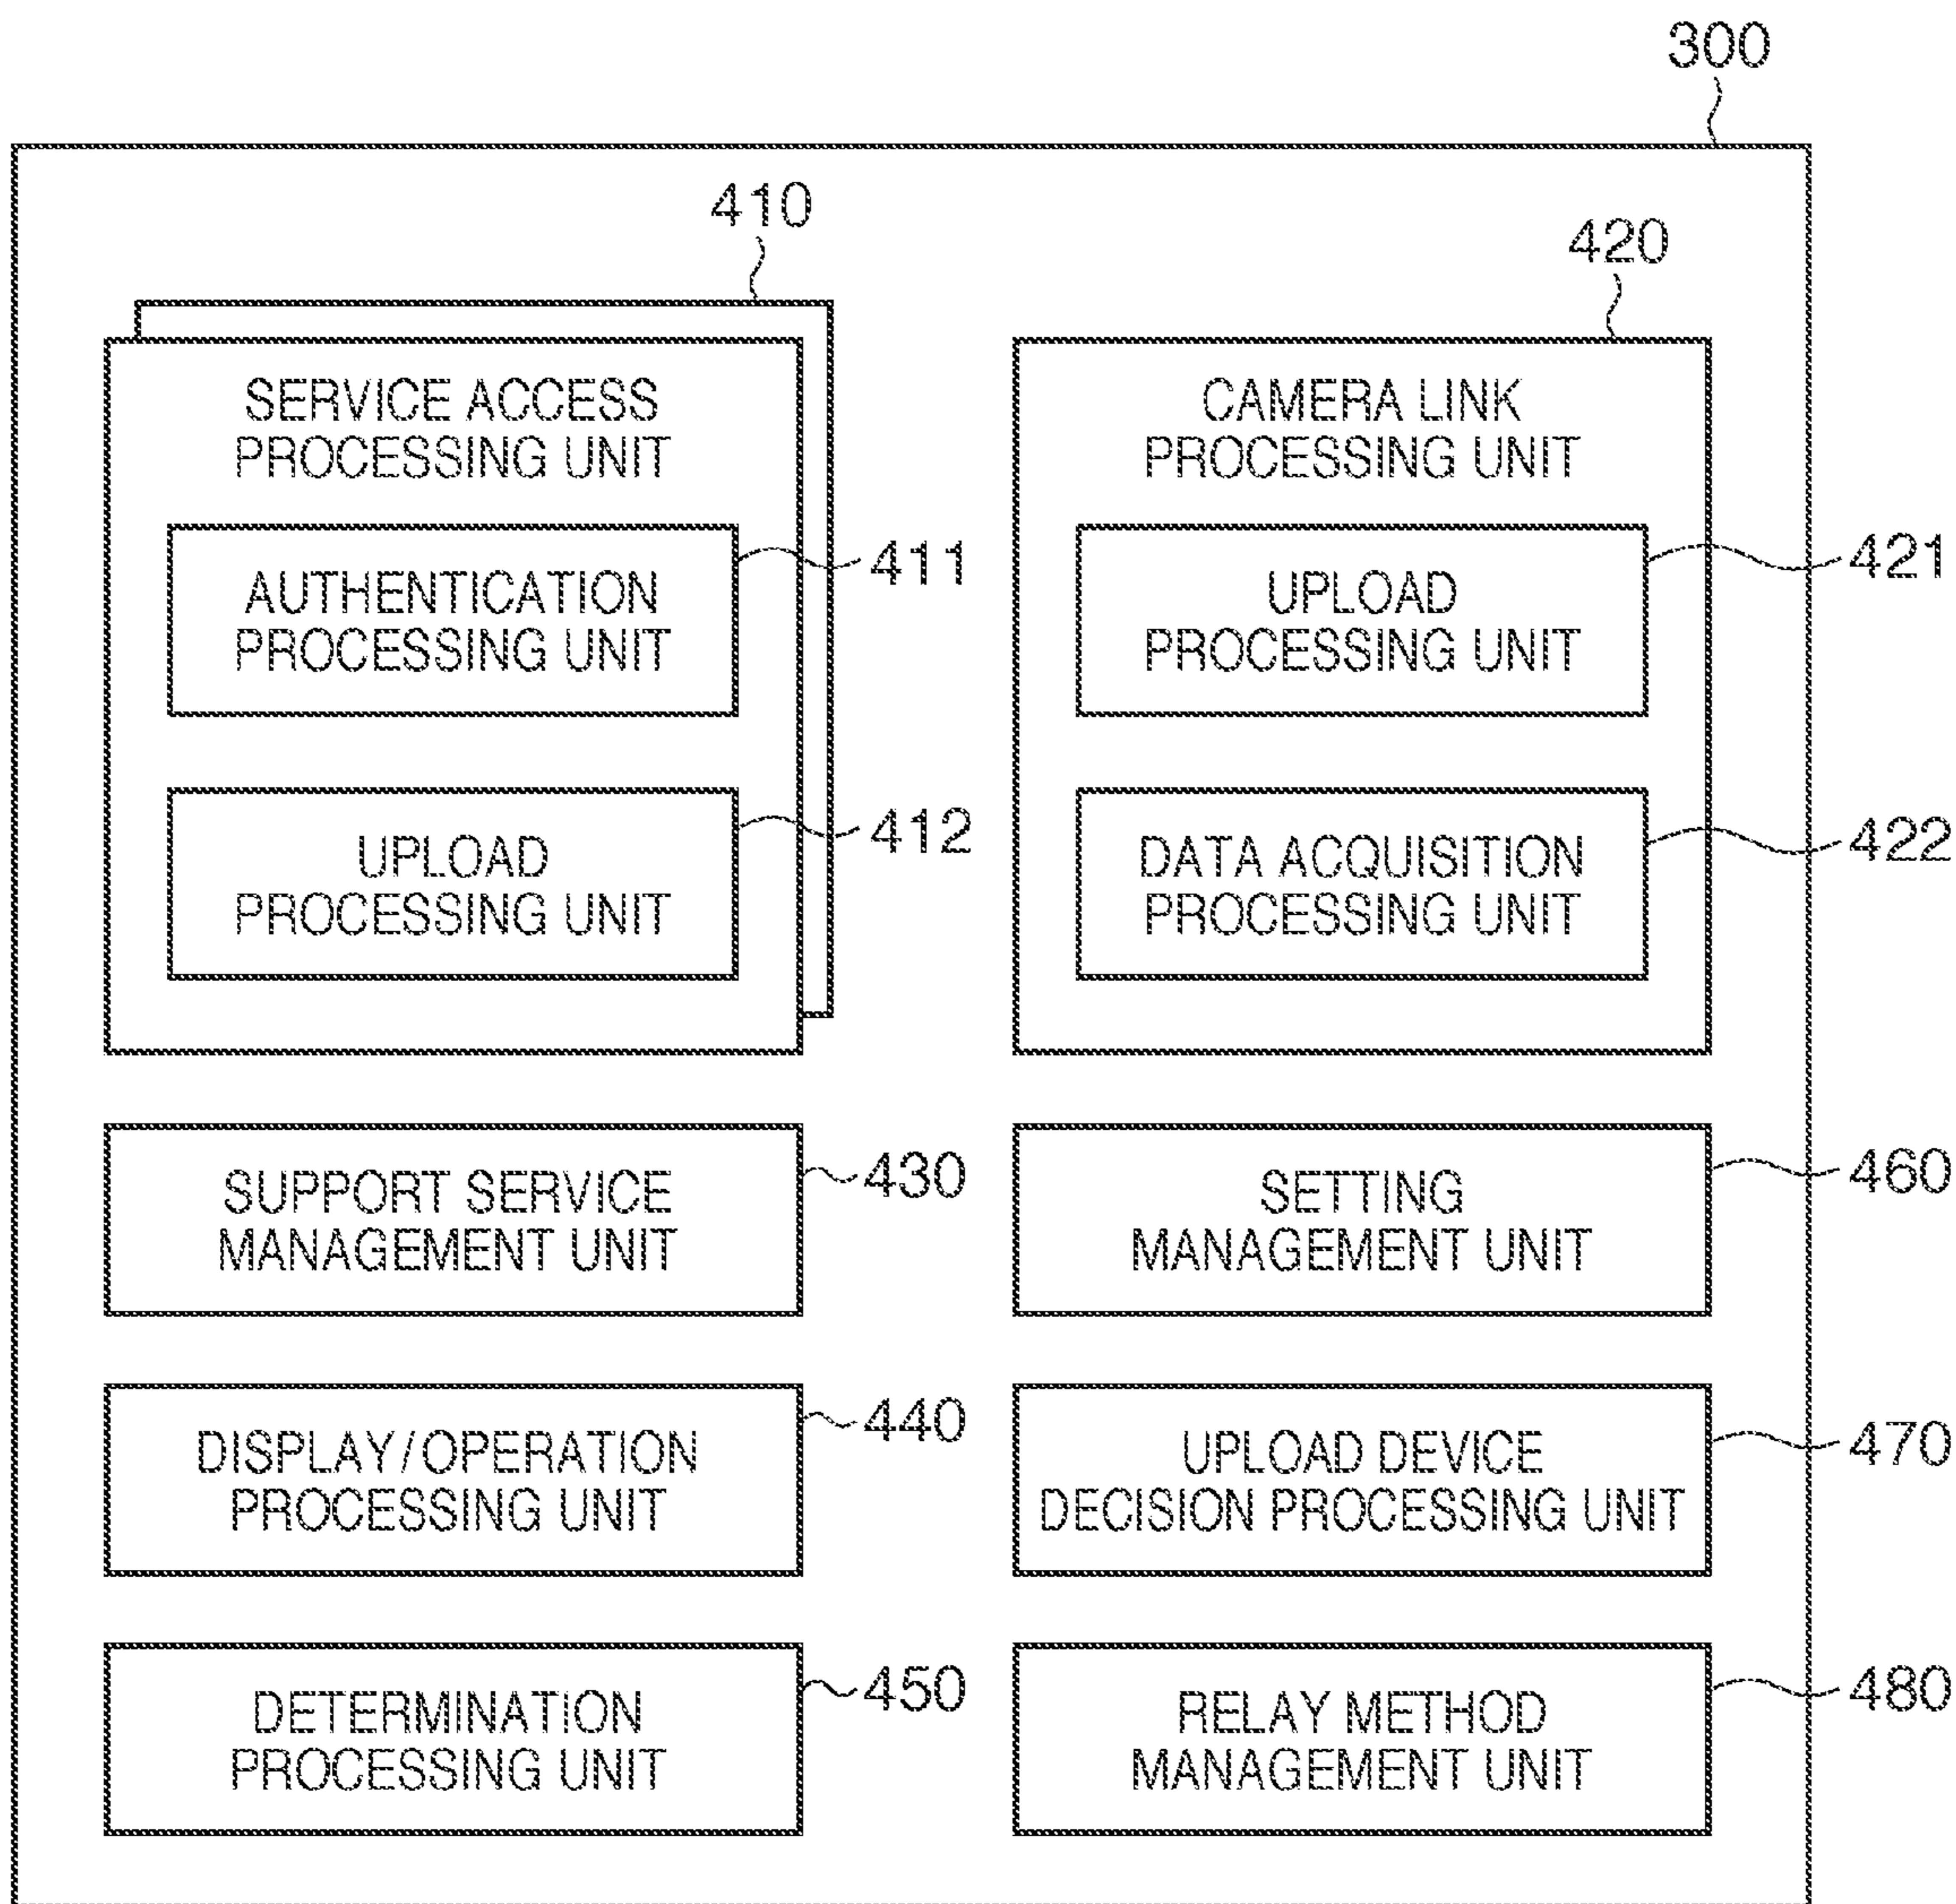 300
410
420
SERVICE ACCESS
PROCESSING UNIT
AUTHENTICATION
PROCESSING UNIT
411
UPLOAD
PROCESSING UNIT
412
CAMERA LINK
PROCESSING UNIT
UPLOAD
PROCESSING UNIT
421
DATA ACQUISITION
PROCESSING UNIT
422
SUPPORT SERVICE
MANAGEMENT UNIT
430
SETTING
MANAGEMENT UNIT
460
DISPLAY/OPERATION
PROCESSING UNIT
440
UPLOAD DEVICE
DECISION PROCESSING UNIT
470
DETERMINATION
PROCESSING UNIT
450
RELAY METHOD
MANAGEMENT UNIT
480